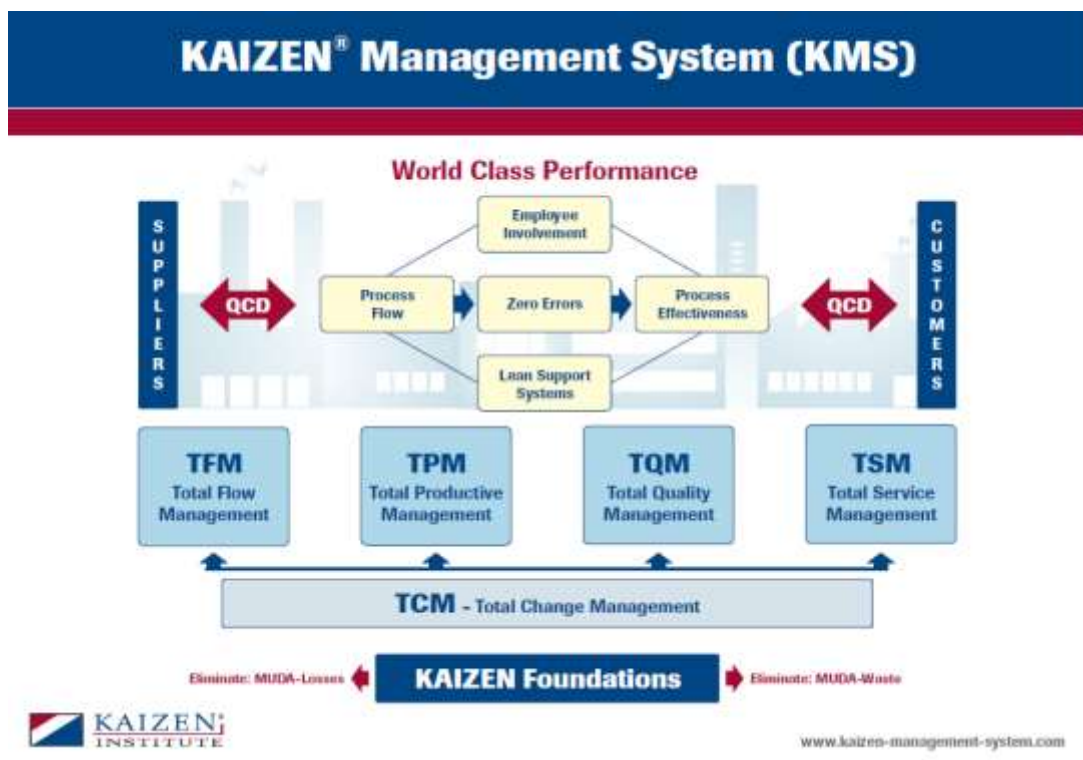 KAIZEN® Management System (KMS)
World Class Performance
SUPPLIERS
QCD
Process
Flow
Employee
Involvement
Zero Errors
Lean Support
Systems
Process
Effectiveness
QCD
CUSTOMERS
TFM
Total Flow
Management
TPM
Total Productive
Management
TQM
Total Quality
Management
TSM
Total Service
Management
TCM - Total Change Management
Eliminate: MUDA-Losses
KAIZEN Foundations
Eliminate: MUDA-Waste
KAIZEN
INSTITUTE
www.kaizen-management-system.com